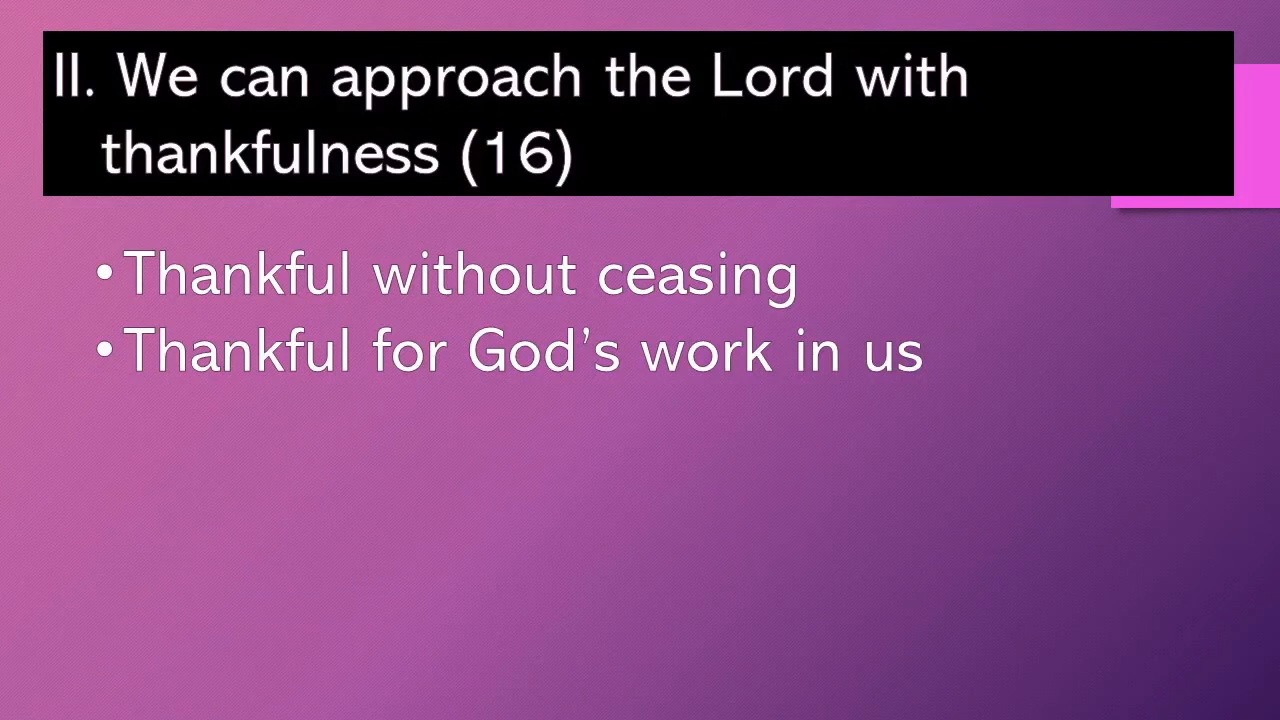 II. We can approach the Lord with
thankfulness (16)
•Thankful without ceasing
•Thankful for God’s work in us